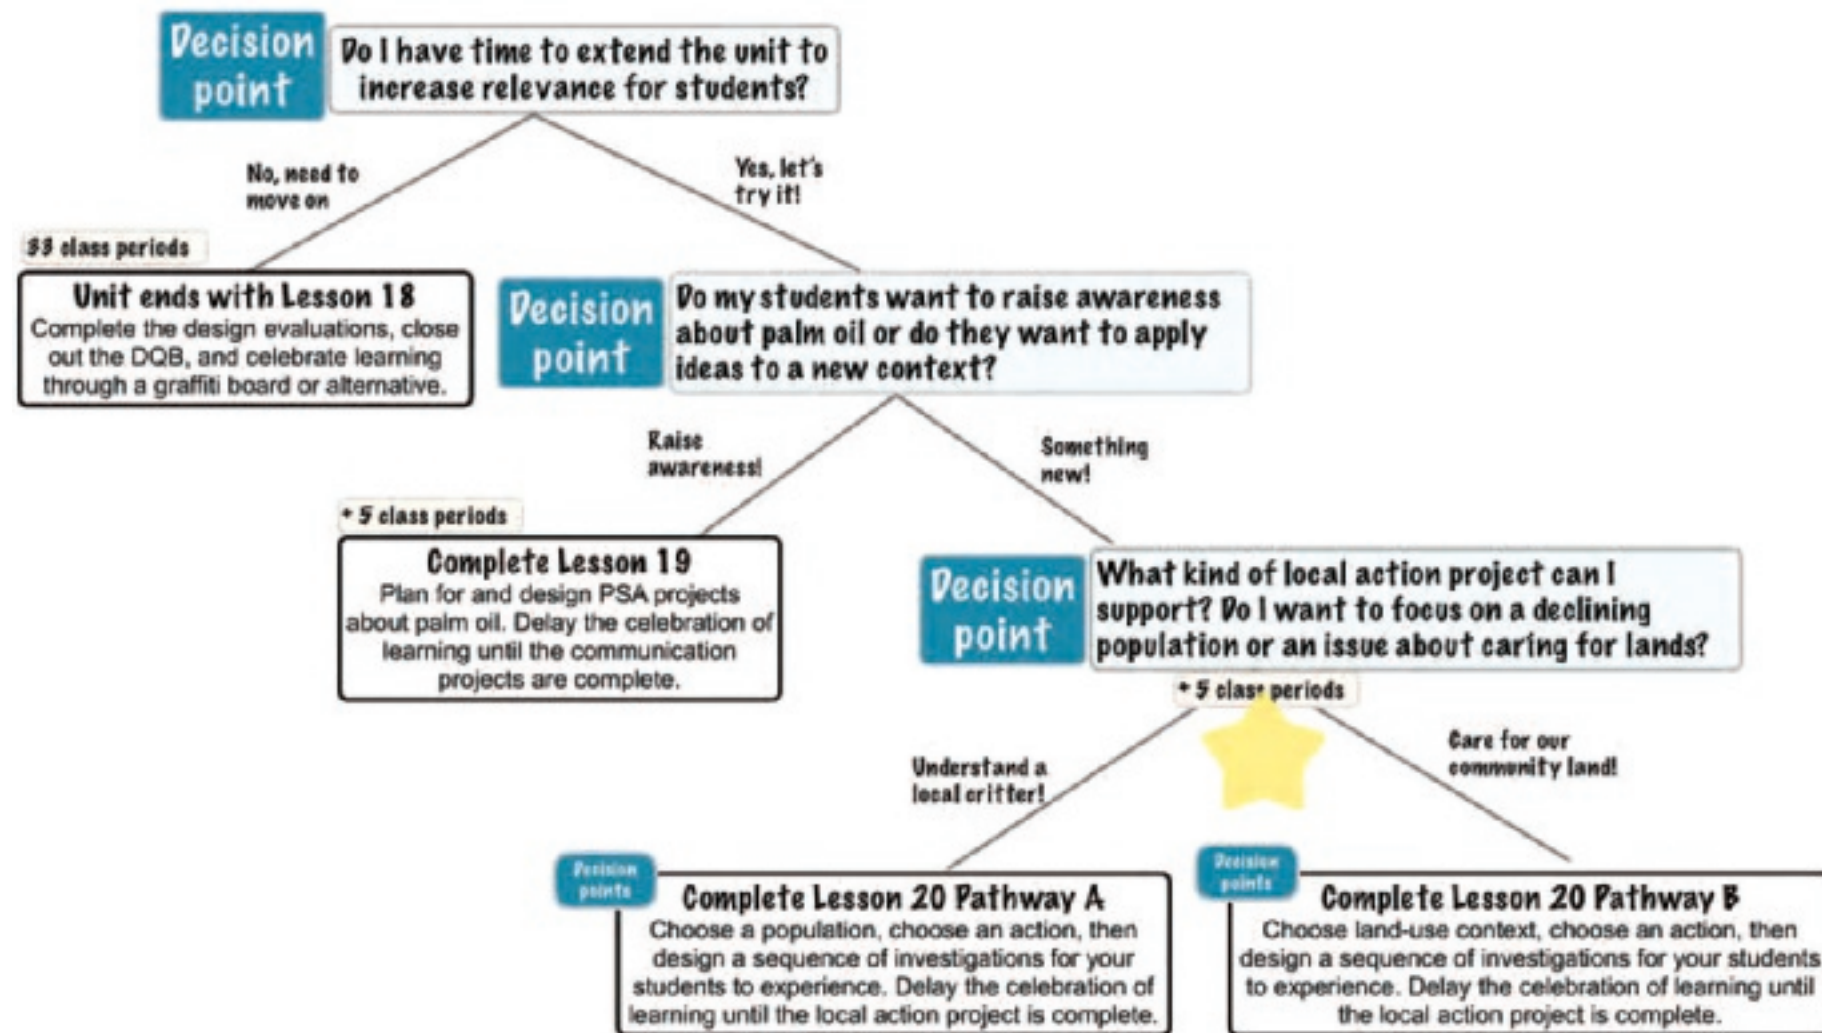 Decision
point
Do I have time to extend the unit to
increase relevance for students?
No, need to
move on
Yes, let's
try it!
33 class periods
Unit ends with Lesson 18
Complete the design evaluations, close
out the DQB, and celebrate learning
through a graffiti board or alternative.
Decision
point
Do my students want to raise awareness
about palm oil or do they want to apply
ideas to a new context?
Raise
awareness!
Something
new!
+ 5 class periods
Complete Lesson 19
Plan for and design PSA projects
about palm oil. Delay the celebration of
learning until the communication
projects are complete.
Decision
point
What kind of local action project can I
support? Do I want to focus on a declining
population or an issue about caring for lands?
+ 5 class periods
Understand a
local critter!
Care for our
community land!
Decision
points
Complete Lesson 20 Pathway A
Choose a population, choose an action, then
design a sequence of investigations for your
students to experience. Delay the celebration of
learning until the local action project is complete.
Decision
points
Complete Lesson 20 Pathway B
Choose land-use context, choose an action, then
design a sequence of investigations for your students
to experience. Delay the celebration of learning until
the local action project is complete.